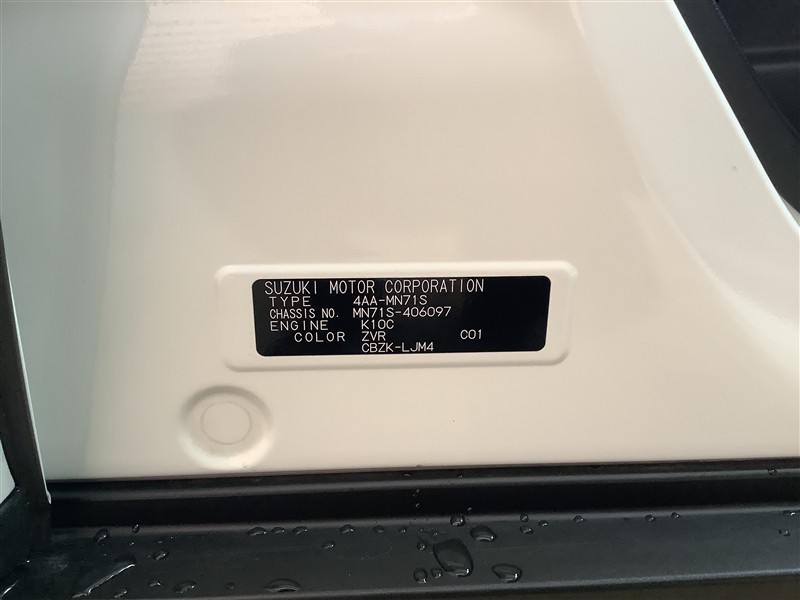 SUZUKI MOTOR CORPORATION
TYPE 4AA-MN71S
CHASSIS NO. MN71S-406097
ENGINE K10C
COLOR ZVR C01
CBZK-LJM4